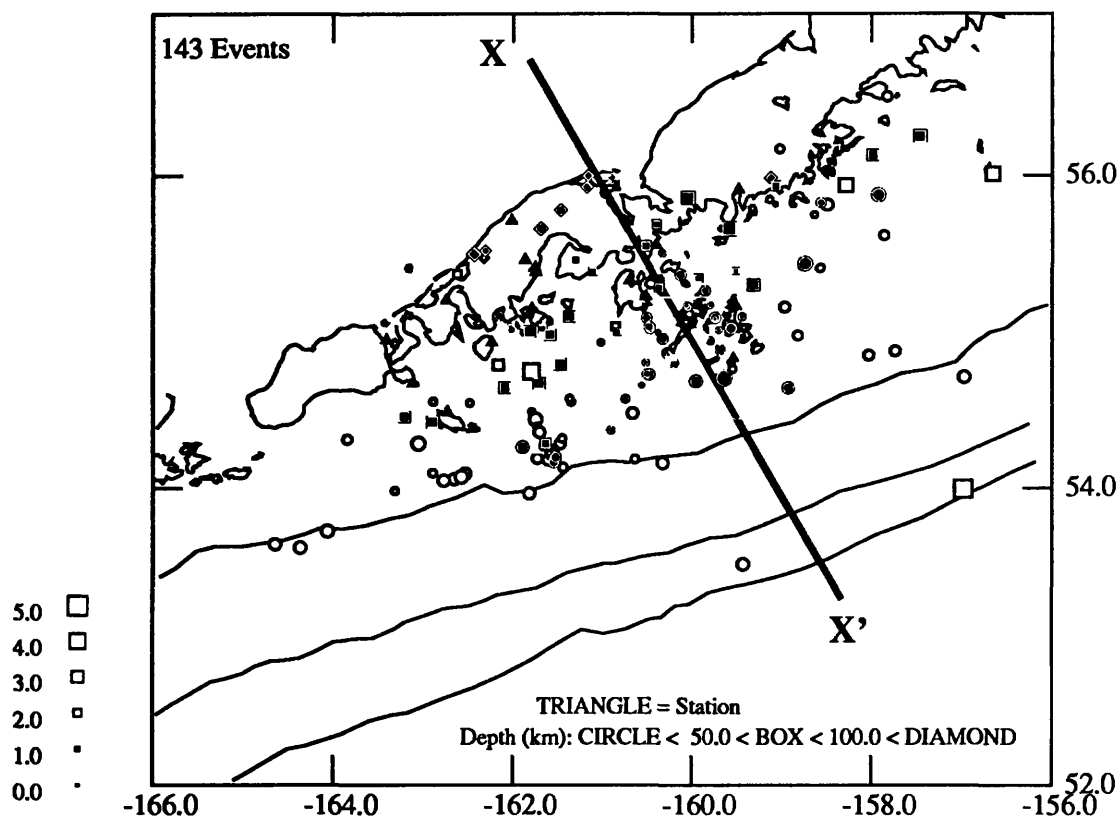 143 Events
X
56.0
54.0
X'
5.0
4.0
3.0
2.0
1.0
0.0
TRIANGLE = Station
Depth (km): CIRCLE < 50.0 < BOX < 100.0 < DIAMOND
52.0
-166.0 -164.0 -162.0 -160.0 -158.0 -156.0